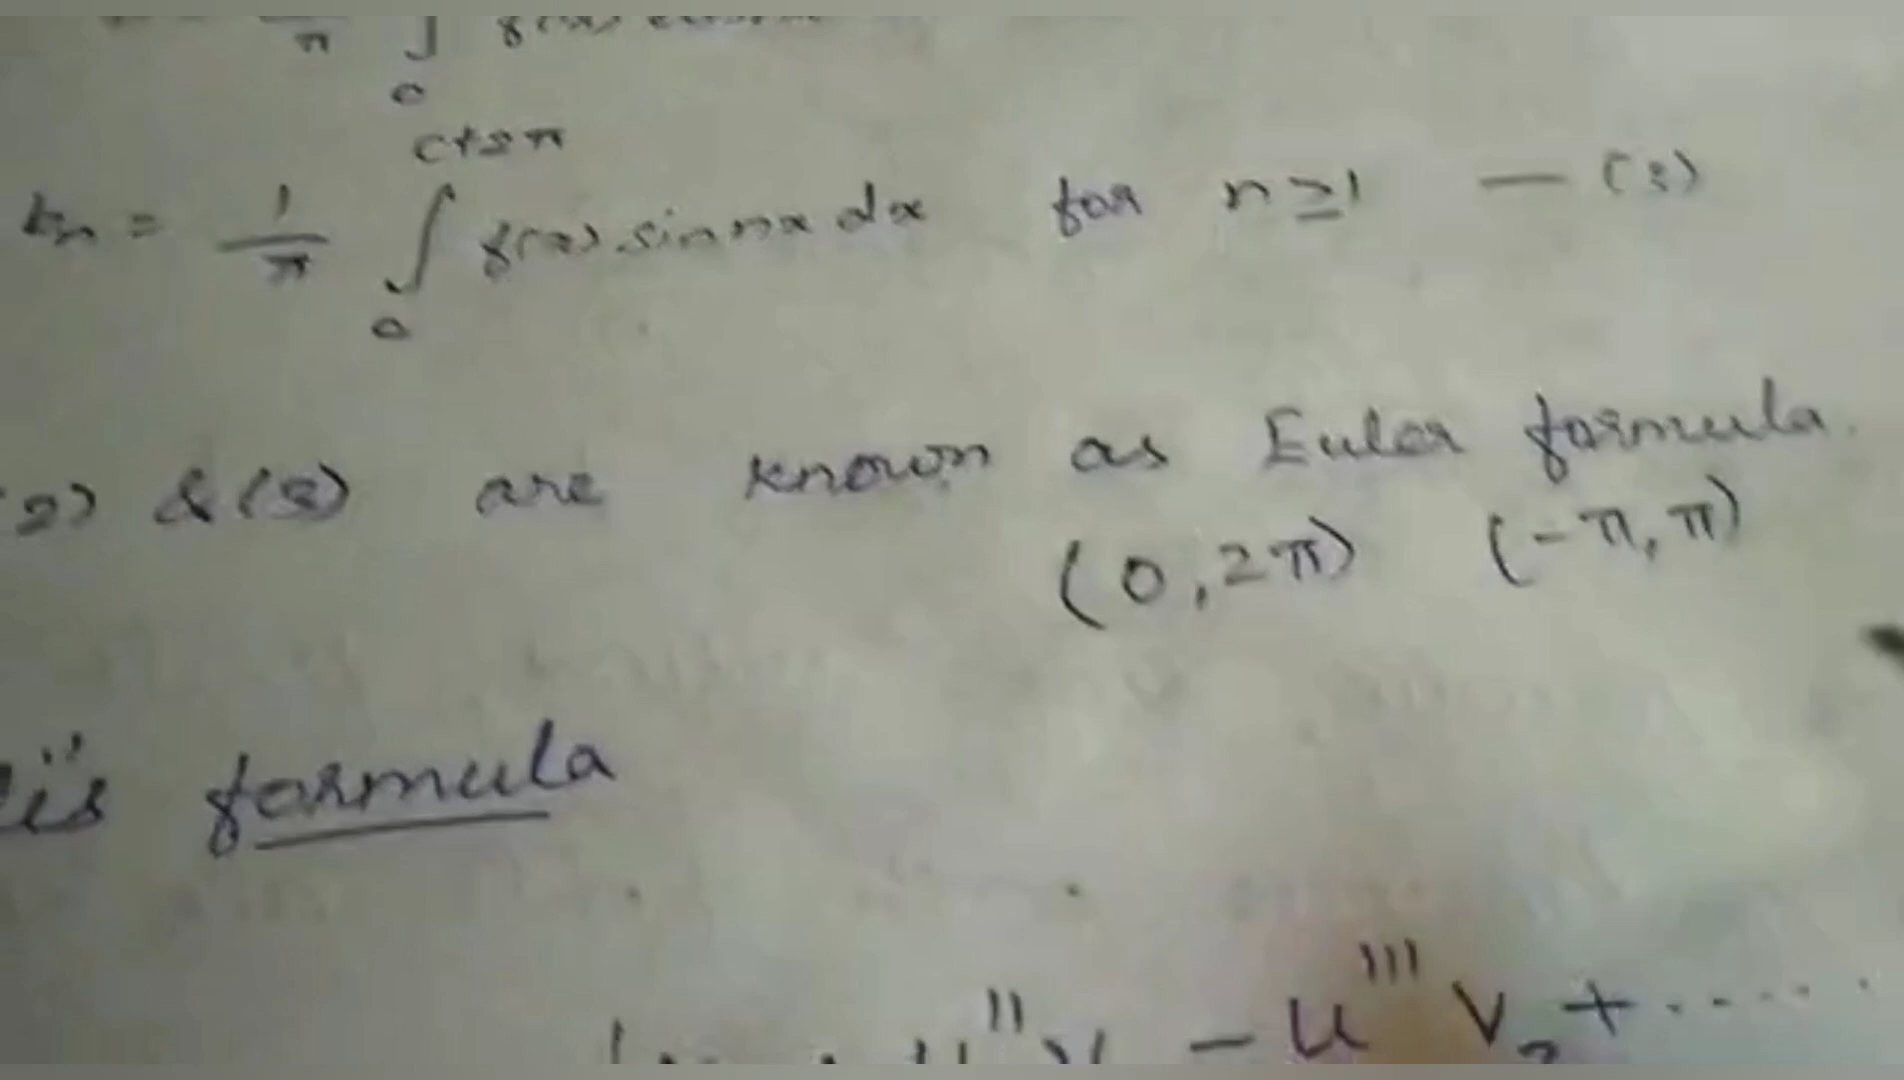 π ∫ f(x)
0
c+2π
bn = 1/π ∫ f(x) sin nx dx for n ≥ 1 — (3)
0
2) & (3) are known as Euler formula.
(0, 2π) (-π, π)
formula
u'' v - u''' v + ......